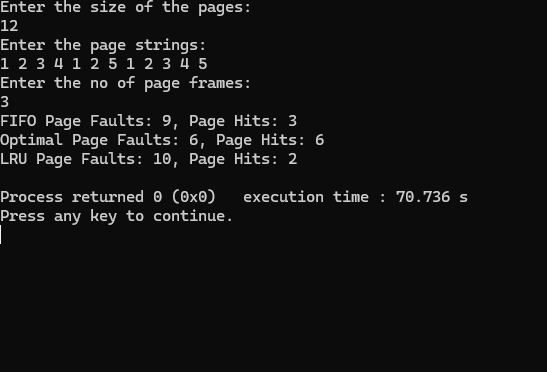 Enter the size of the pages:
12
Enter the page strings:
1 2 3 4 1 2 5 1 2 3 4 5
Enter the no of page frames:
3
FIFO Page Faults: 9, Page Hits: 3
Optimal Page Faults: 6, Page Hits: 6
LRU Page Faults: 10, Page Hits: 2
Process returned 0 (0x0)   execution time : 70.736 s
Press any key to continue.